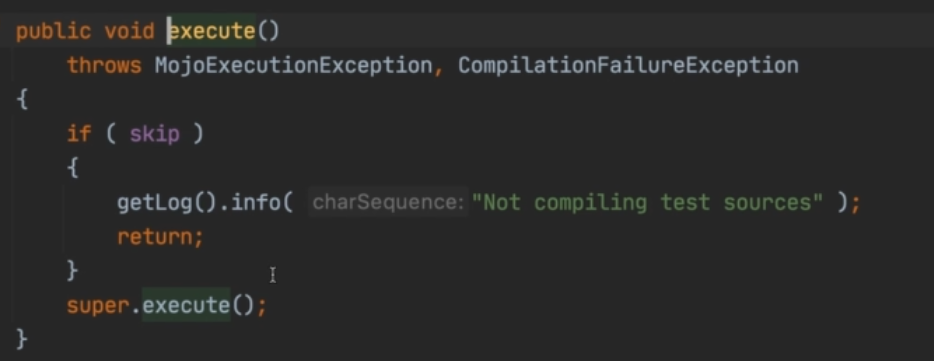 public void execute()
    throws MojoExecutionException, CompilationFailureException
{
    if ( skip )
    {
        getLog().info( charSequence: "Not compiling test sources" );
        return;
    }
    super.execute();
}